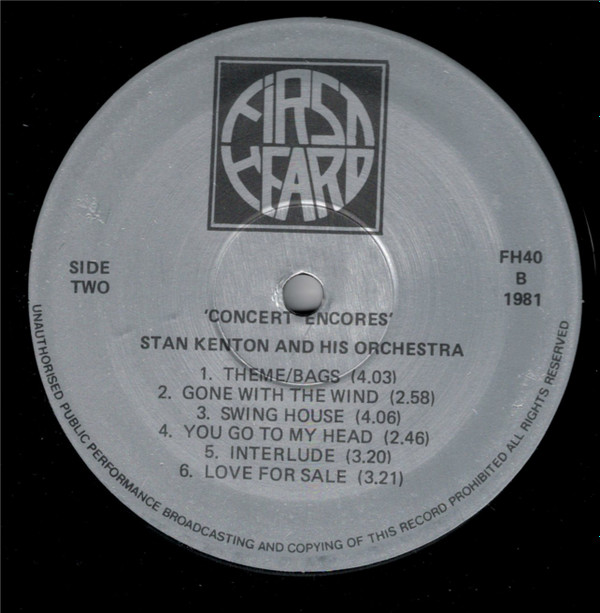 FIRST
HEARD
SIDE
TWO
FH40
B
1981
'CONCERT ENCORES'
STAN KENTON AND HIS ORCHESTRA
1. THEME/BAGS (4.03)
2. GONE WITH THE WIND (2.58)
3. SWING HOUSE (4.06)
4. YOU GO TO MY HEAD (2.46)
5. INTERLUDE (3.20)
6. LOVE FOR SALE (3.21)
UNAUTHORISED PUBLIC PERFORMANCE BROADCASTING AND COPYING OF THIS RECORD PROHIBITED ALL RIGHTS RESERVED